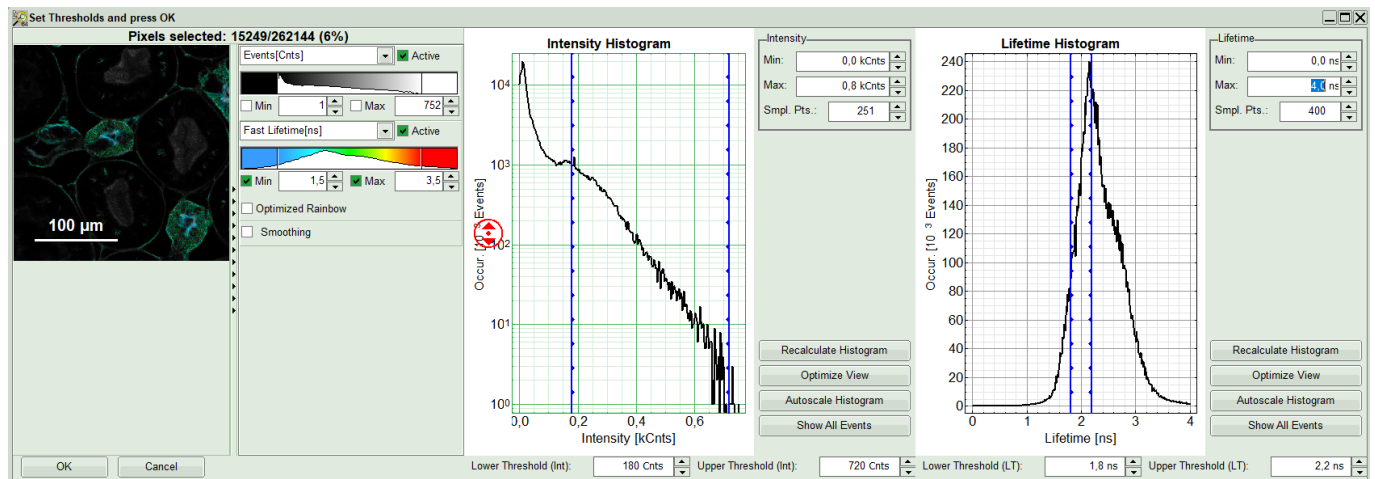 Set Thresholds and press OK
Pixels selected: 15249/262144 (6%)
100 µm
Events[Cnts]
Active
Min
1
Max
752
Fast Lifetime[ns]
Active
Min
1,5
Max
3,5
Optimized Rainbow
Smoothing
Intensity Histogram
Occur. [10 3 Events]
10⁴
10³
10²
10¹
10⁰
0,0 0,2 0,4 0,6
Intensity [kCnts]
Intensity
Min: 0,0 kCnts
Max: 0,8 kCnts
Smpl. Pts.: 251
Recalculate Histogram
Optimize View
Autoscale Histogram
Show All Events
Lifetime Histogram
Occur. [10 3 Events]
240
220
200
180
160
140
120
100
80
60
40
20
0
0 1 2 3 4
Lifetime [ns]
Lifetime
Min: 0,0 ns
Max: 4,0 ns
Smpl. Pts.: 400
Recalculate Histogram
Optimize View
Autoscale Histogram
Show All Events
OK Cancel
Lower Threshold (Int): 180 Cnts Upper Threshold (Int): 720 Cnts Lower Threshold (LT): 1,8 ns Upper Threshold (LT): 2,2 ns